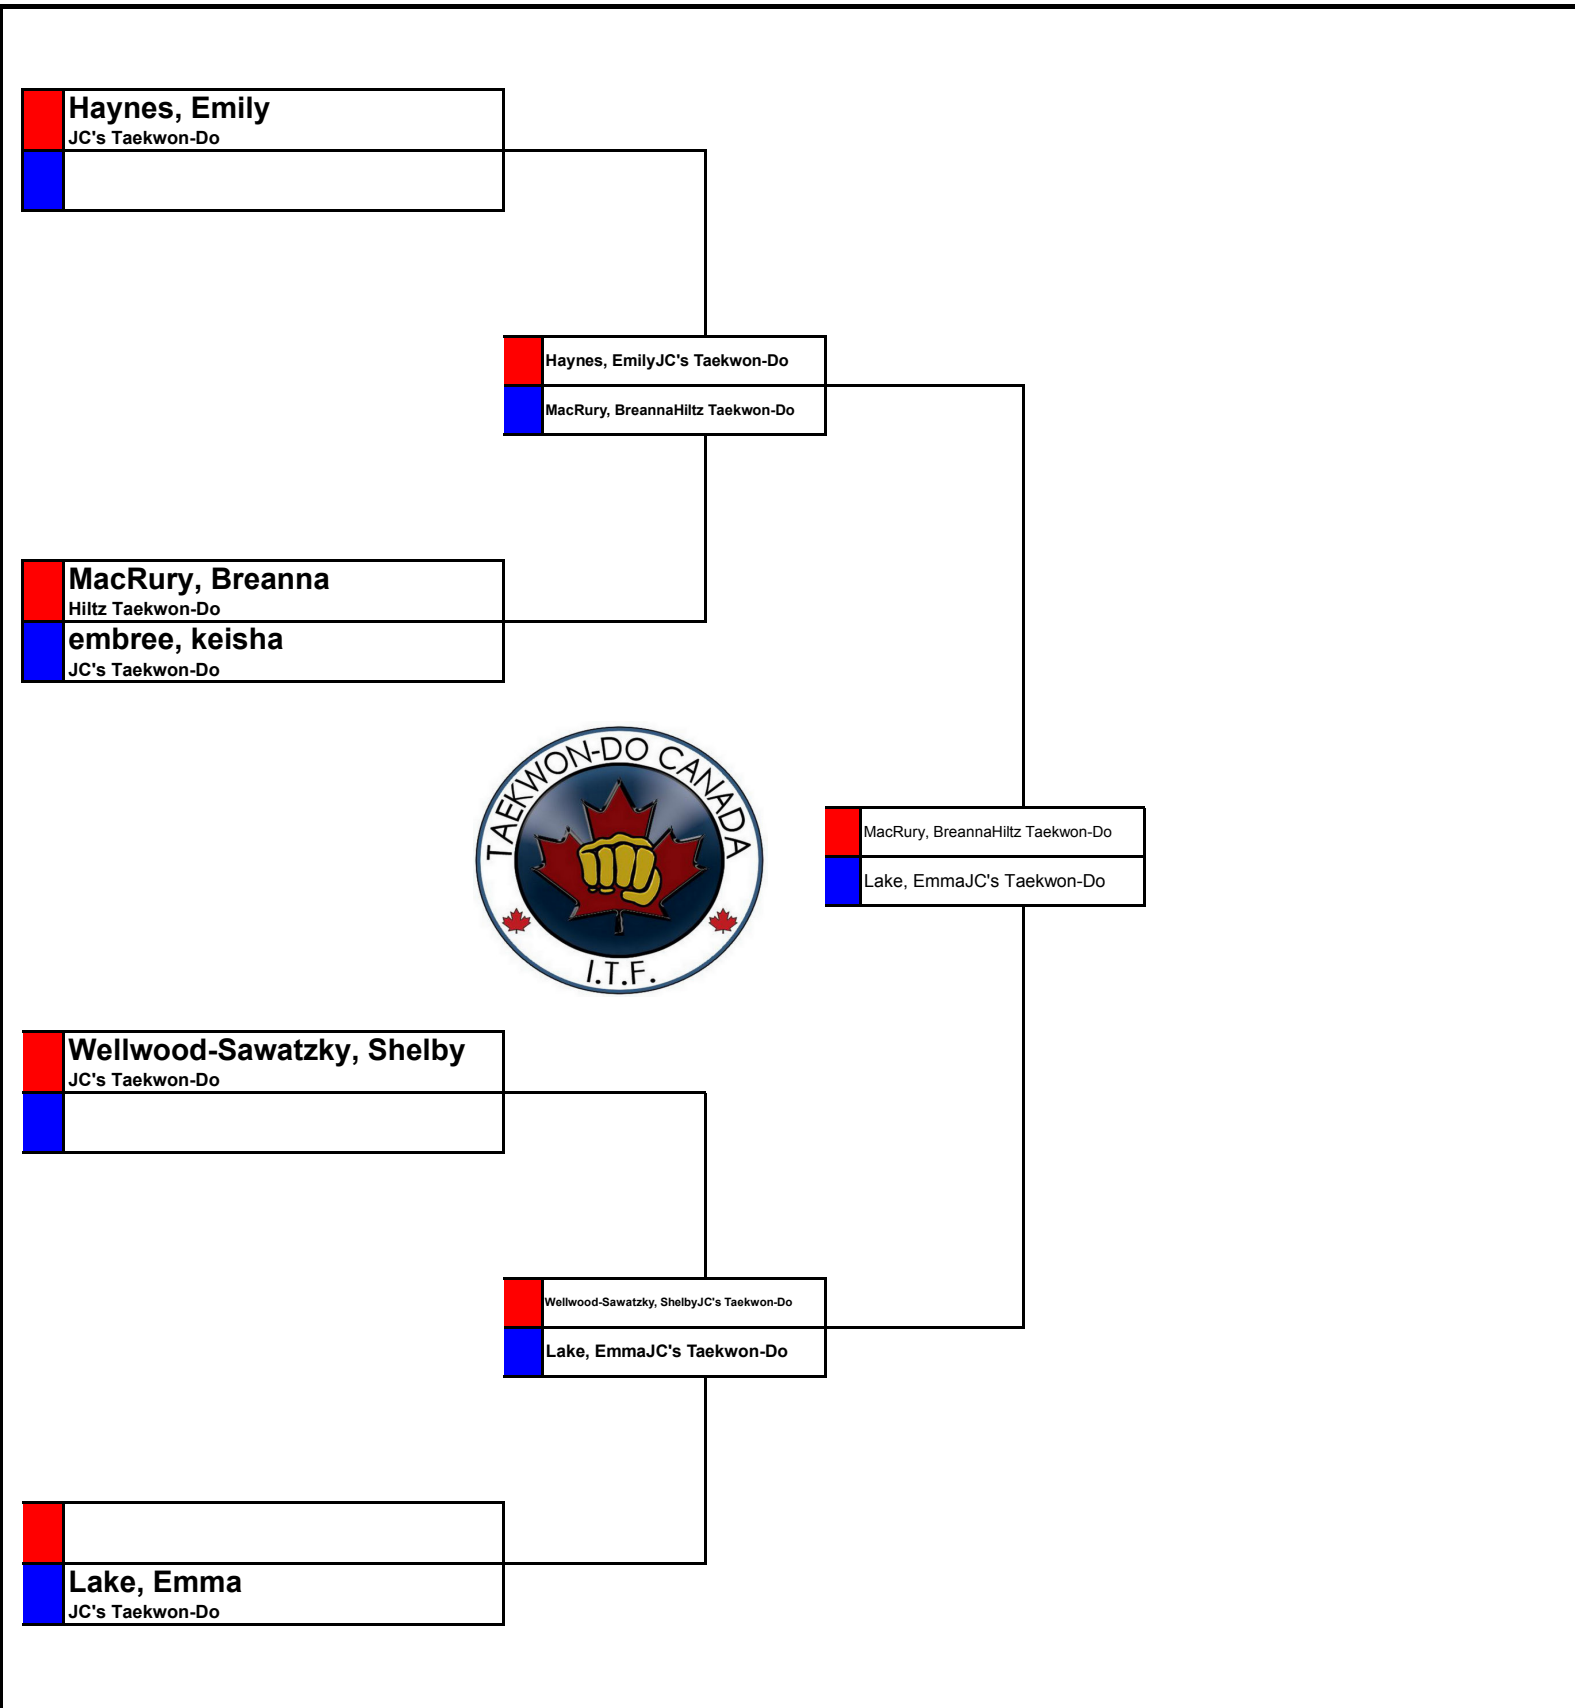 Haynes, Emily
JC's Taekwon-Do
Haynes, EmilyJC's Taekwon-Do
MacRury, BreannaHiltz Taekwon-Do
MacRury, Breanna
Hiltz Taekwon-Do
embree, keisha
JC's Taekwon-Do
TAEKWON-DO CANADA
I.T.F.
MacRury, BreannaHiltz Taekwon-Do
Lake, EmmaJC's Taekwon-Do
Wellwood-Sawatzky, Shelby
JC's Taekwon-Do
Wellwood-Sawatzky, ShelbyJC's Taekwon-Do
Lake, EmmaJC's Taekwon-Do
Lake, Emma
JC's Taekwon-Do